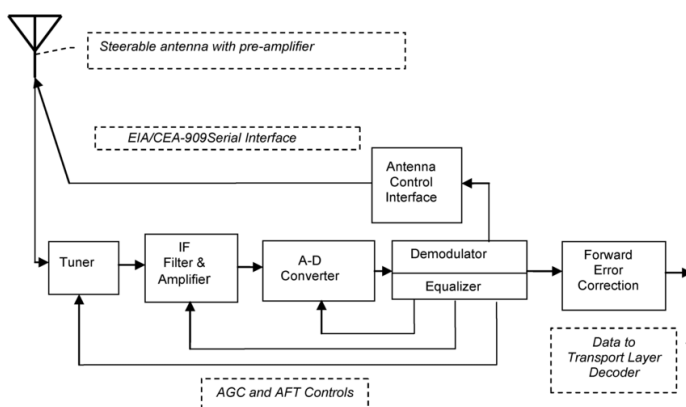 Steerable antenna with pre-amplifier
EIA/CEA-909Serial Interface
Antenna
Control
Interface
Tuner
IF
Filter &
Amplifier
A-D
Converter
Demodulator
Equalizer
Forward
Error
Correction
Data to
Transport Layer
Decoder
AGC and AFT Controls